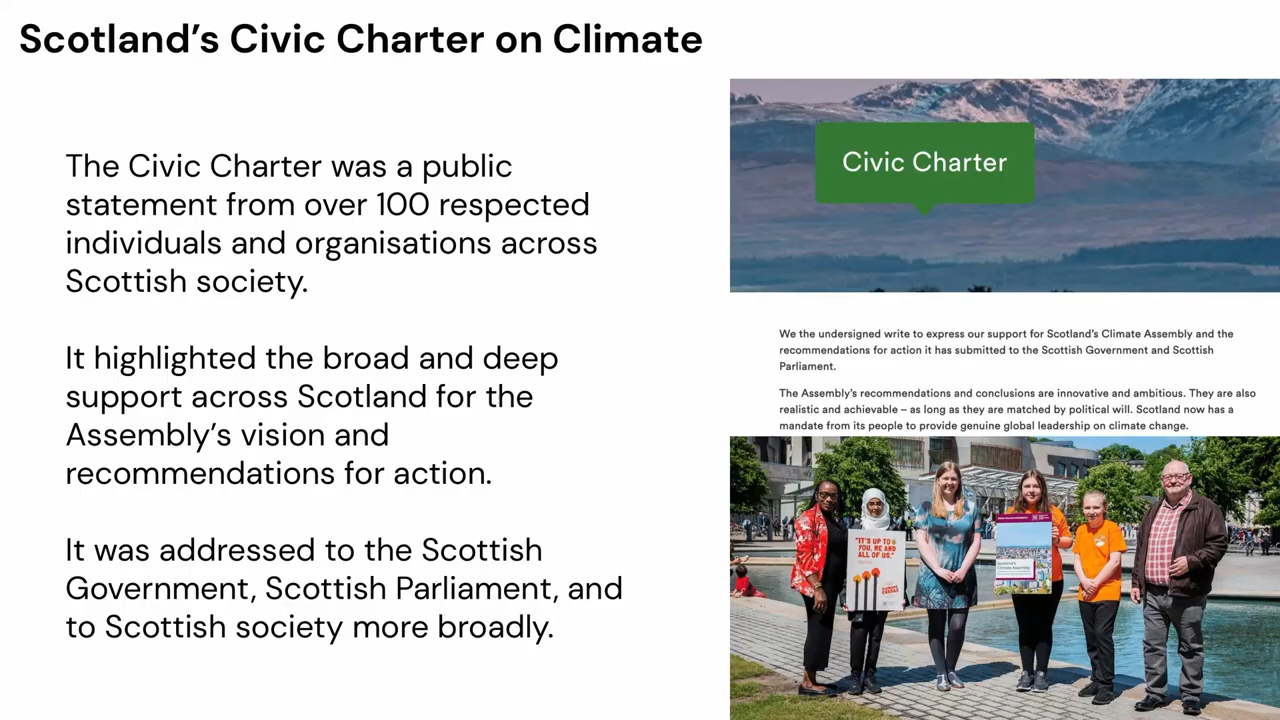 Scotland’s Civic Charter on Climate
The Civic Charter was a public
statement from over 100 respected
individuals and organisations across
Scottish society.
It highlighted the broad and deep
support across Scotland for the
Assembly’s vision and
recommendations for action.
It was addressed to the Scottish
Government, Scottish Parliament, and
to Scottish society more broadly.
Civic Charter
We the undersigned write to express our support for Scotland’s Climate Assembly and the
recommendations for action it has submitted to the Scottish Government and Scottish
Parliament.
The Assembly’s recommendations and conclusions are innovative and ambitious. They are also
realistic and achievable – as long as they are matched by political will. Scotland now has a
mandate from its people to provide genuine global leadership on climate change.
"IT'S UP TO
YOU, ME AND
ALL OF US."
Scotland's
Climate Assembly